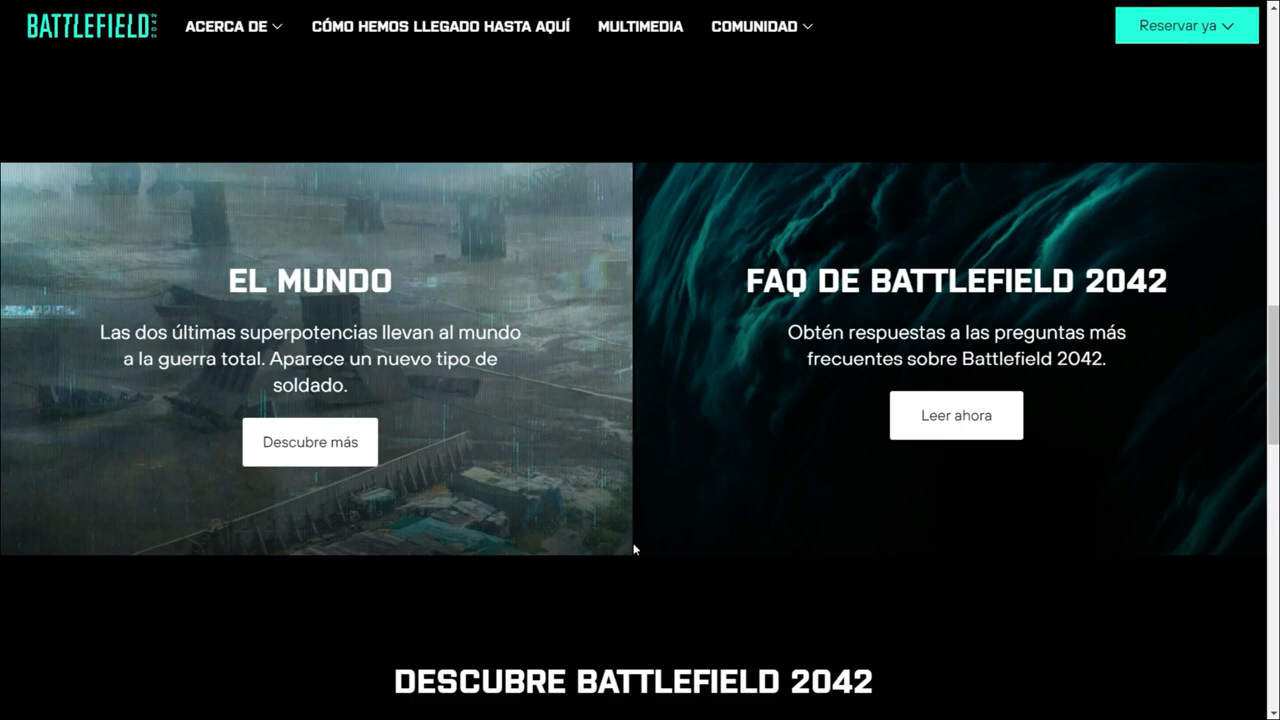 BATTLEFIELD 2042
ACERCA DE
CÓMO HEMOS LLEGADO HASTA AQUÍ
MULTIMEDIA
COMUNIDAD
Reservar ya
EL MUNDO
Las dos últimas superpotencias llevan al mundo
a la guerra total. Aparece un nuevo tipo de
soldado.
Descubre más
FAQ DE BATTLEFIELD 2042
Obtén respuestas a las preguntas más
frecuentes sobre Battlefield 2042.
Leer ahora
DESCUBRE BATTLEFIELD 2042